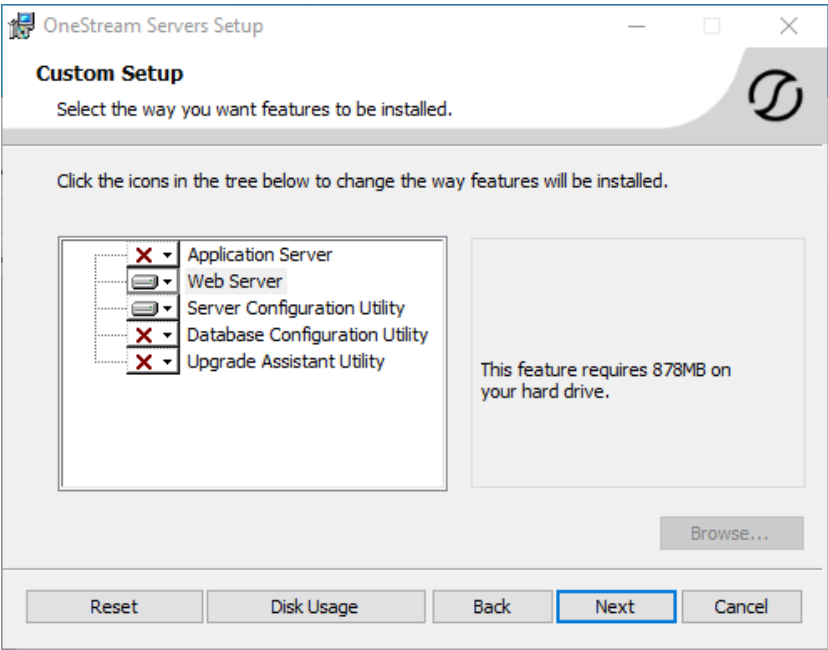 OneStream Servers Setup
Custom Setup
Select the way you want features to be installed.
Click the icons in the tree below to change the way features will be installed.
Application Server
Web Server
Server Configuration Utility
Database Configuration Utility
Upgrade Assistant Utility
This feature requires 878MB on
your hard drive.
Browse...
Reset
Disk Usage
Back
Next
Cancel